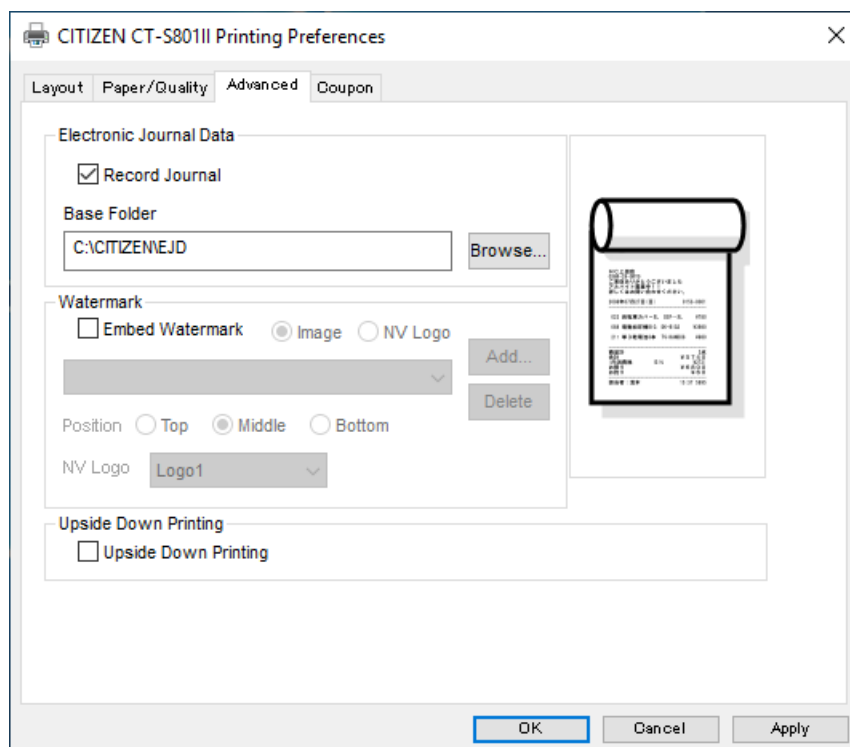 CITIZEN CT-S801II Printing Preferences
Layout Paper/Quality Advanced Coupon
Electronic Journal Data
Record Journal
Base Folder
C:\CITIZEN\EJD
Browse...
Watermark
Embed Watermark Image NV Logo
Add...
Delete
Position Top Middle Bottom
NV Logo Logo1
Upside Down Printing
Upside Down Printing
OK Cancel Apply